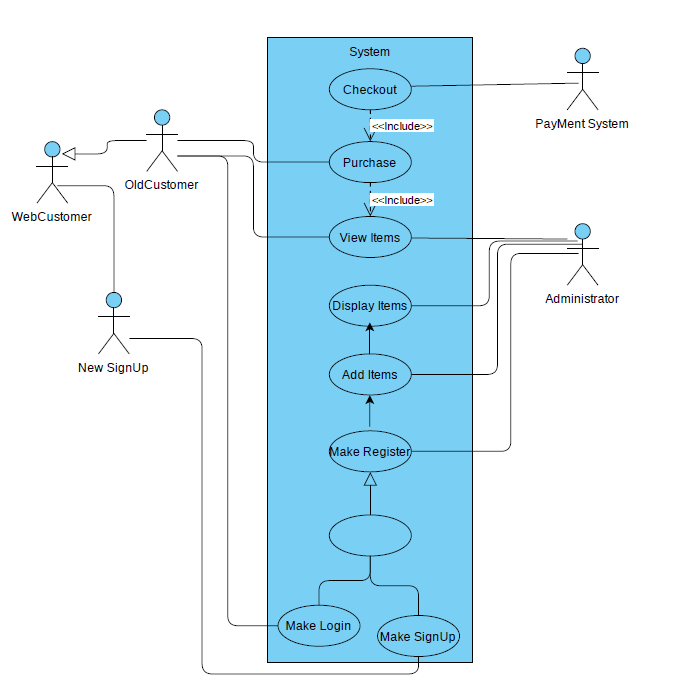 System
Checkout
PayMent System
<<Include>>
Purchase
OldCustomer
WebCustomer
<<Include>>
View Items
Administrator
Display Items
New SignUp
Add Items
Make Register
Make Login
Make SignUp